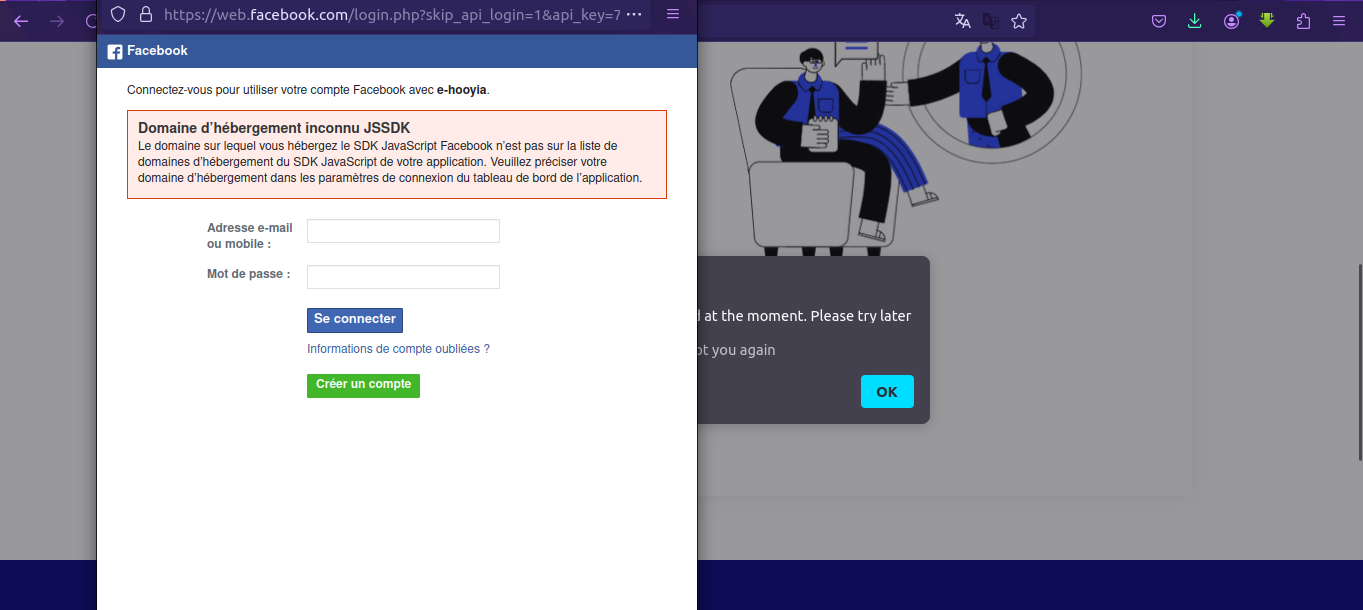 https://web.facebook.com/login.php?skip_api_login=1&api_key=7
Facebook
Connectez-vous pour utiliser votre compte Facebook avec e-hooyia.
Domaine d’hébergement inconnu JSSDK
Le domaine sur lequel vous hébergez le SDK JavaScript Facebook n’est pas sur la liste de
domaines d’hébergement du SDK JavaScript de votre application. Veuillez préciser votre
domaine d’hébergement dans les paramètres de connexion du tableau de bord de l’application.
Adresse e-mail
ou mobile :
Mot de passe :
Se connecter
Informations de compte oubliées ?
Créer un compte
at the moment. Please try later
you again
OK